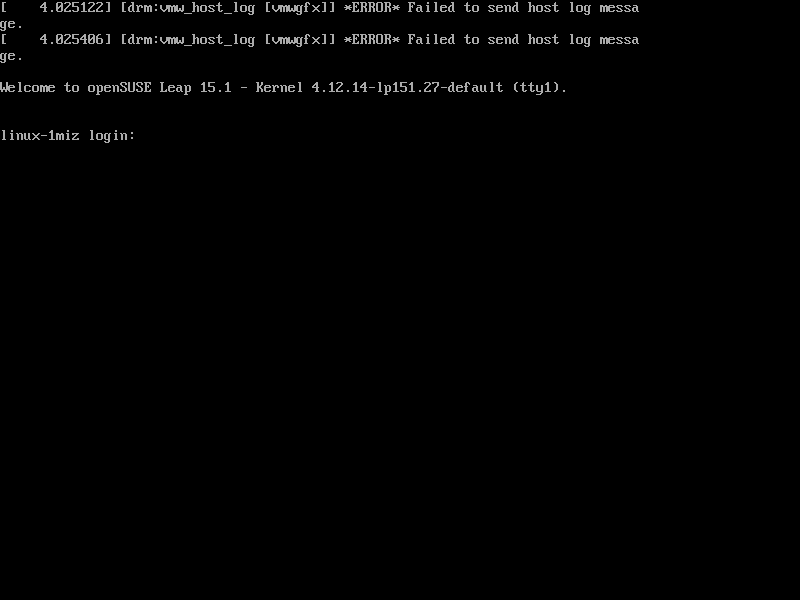 [    4.025122] [drm:vmw_host_log [vmwgfx]] *ERROR* Failed to send host log messa
ge.
[    4.025406] [drm:vmw_host_log [vmwgfx]] *ERROR* Failed to send host log messa
ge.
Welcome to openSUSE Leap 15.1 - Kernel 4.12.14-lp151.27-default (tty1).
linux-1miz login: